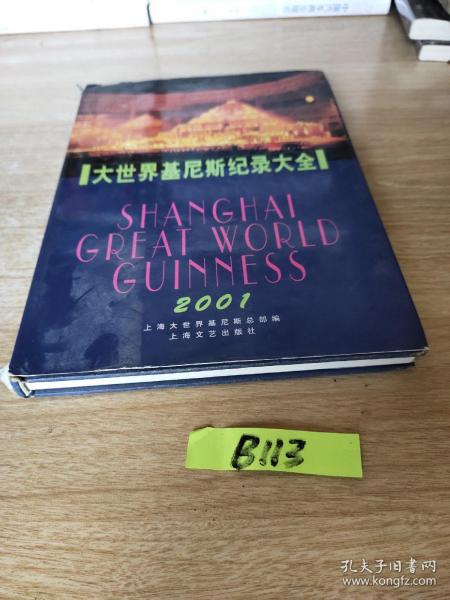 大世界基尼斯纪录大全
SHANGHAI
GREAT WORLD
GUINNESS
2001
上海大世界基尼斯总部编
上海文艺出版社
B113
孔夫子旧书网
www.kongfz.com